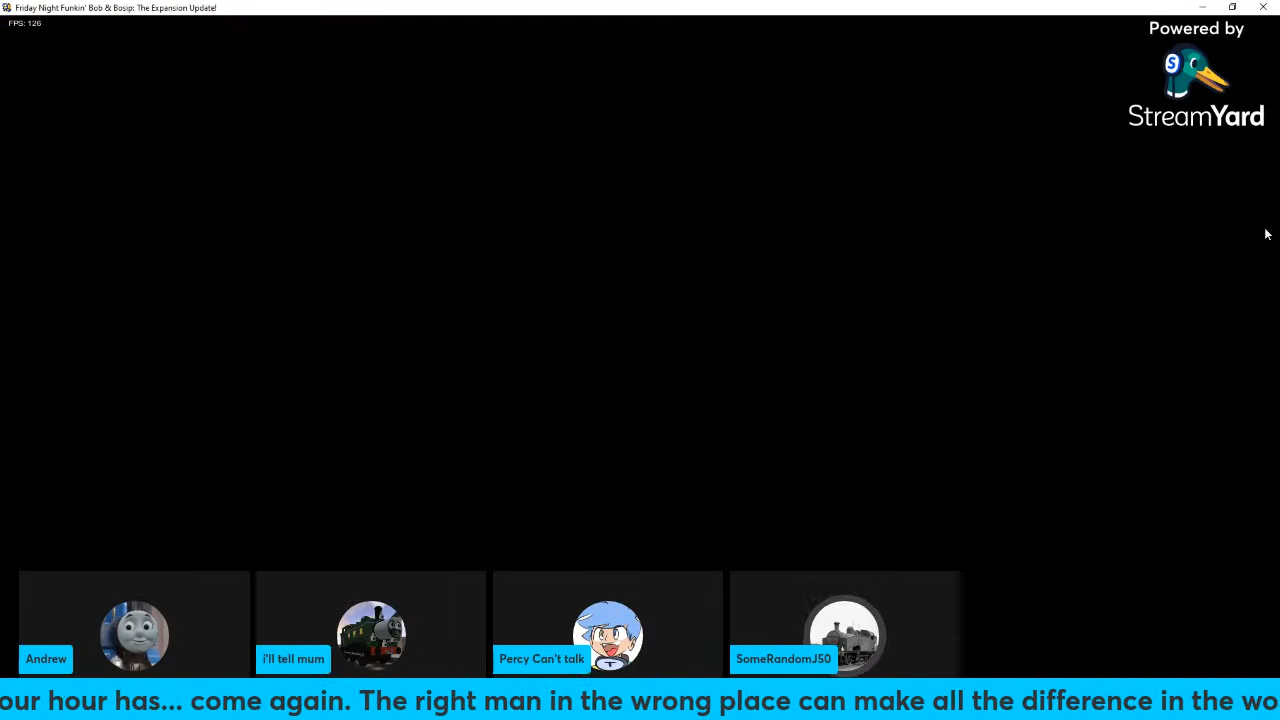 Friday Night Funkin' Bob & Bosip: The Expansion Update!
FPS: 126
Powered by
S
StreamYard
Andrew
i'll tell mum
Percy Can't talk
SomeRandomJ50
our hour has... come again. The right man in the wrong place can make all the difference in the wo